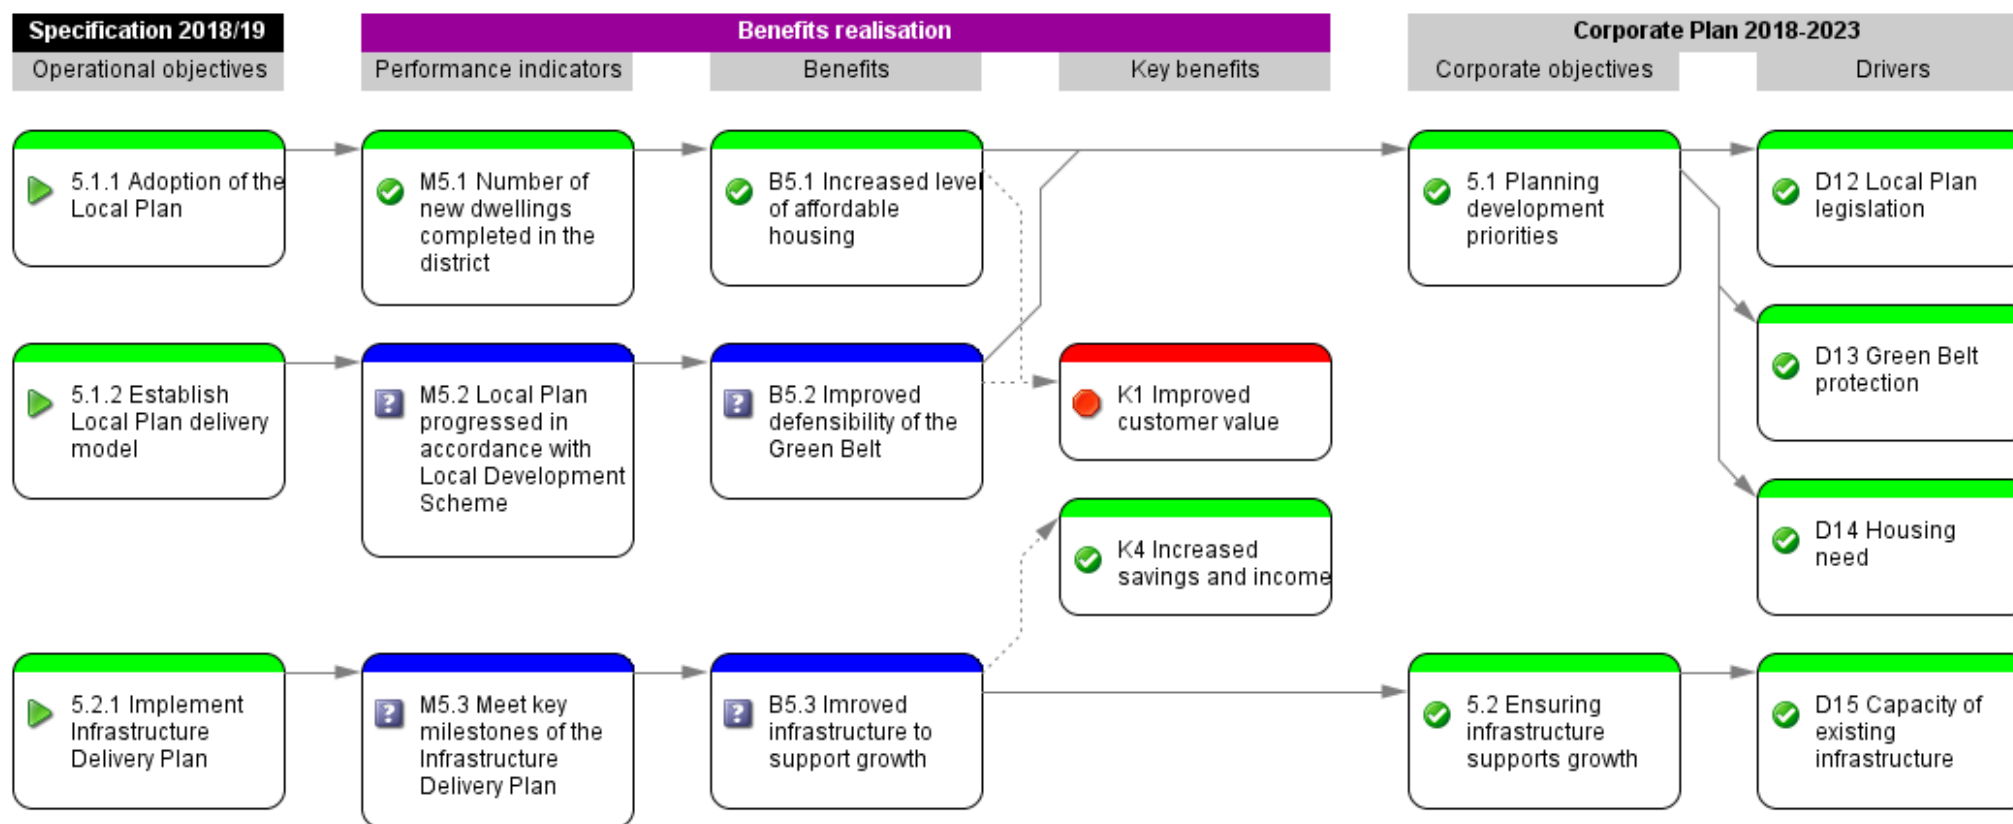 Specification 2018/19
Benefits realisation
Corporate Plan 2018-2023
Operational objectives
Performance indicators
Benefits
Key benefits
Corporate objectives
Drivers
5.1.1 Adoption of the
Local Plan
M5.1 Number of
new dwellings
completed in the
district
B5.1 Increased level
of affordable
housing
5.1 Planning
development
priorities
D12 Local Plan
legislation
D13 Green Belt
protection
5.1.2 Establish
Local Plan delivery
model
M5.2 Local Plan
progressed in
accordance with
Local Development
Scheme
B5.2 Improved
defensibility of the
Green Belt
K1 Improved
customer value
K4 Increased
savings and income
D14 Housing
need
5.2.1 Implement
Infrastructure
Delivery Plan
M5.3 Meet key
milestones of the
Infrastructure
Delivery Plan
B5.3 Imroved
infrastructure to
support growth
5.2 Ensuring
infrastructure
supports growth
D15 Capacity of
existing
infrastructure